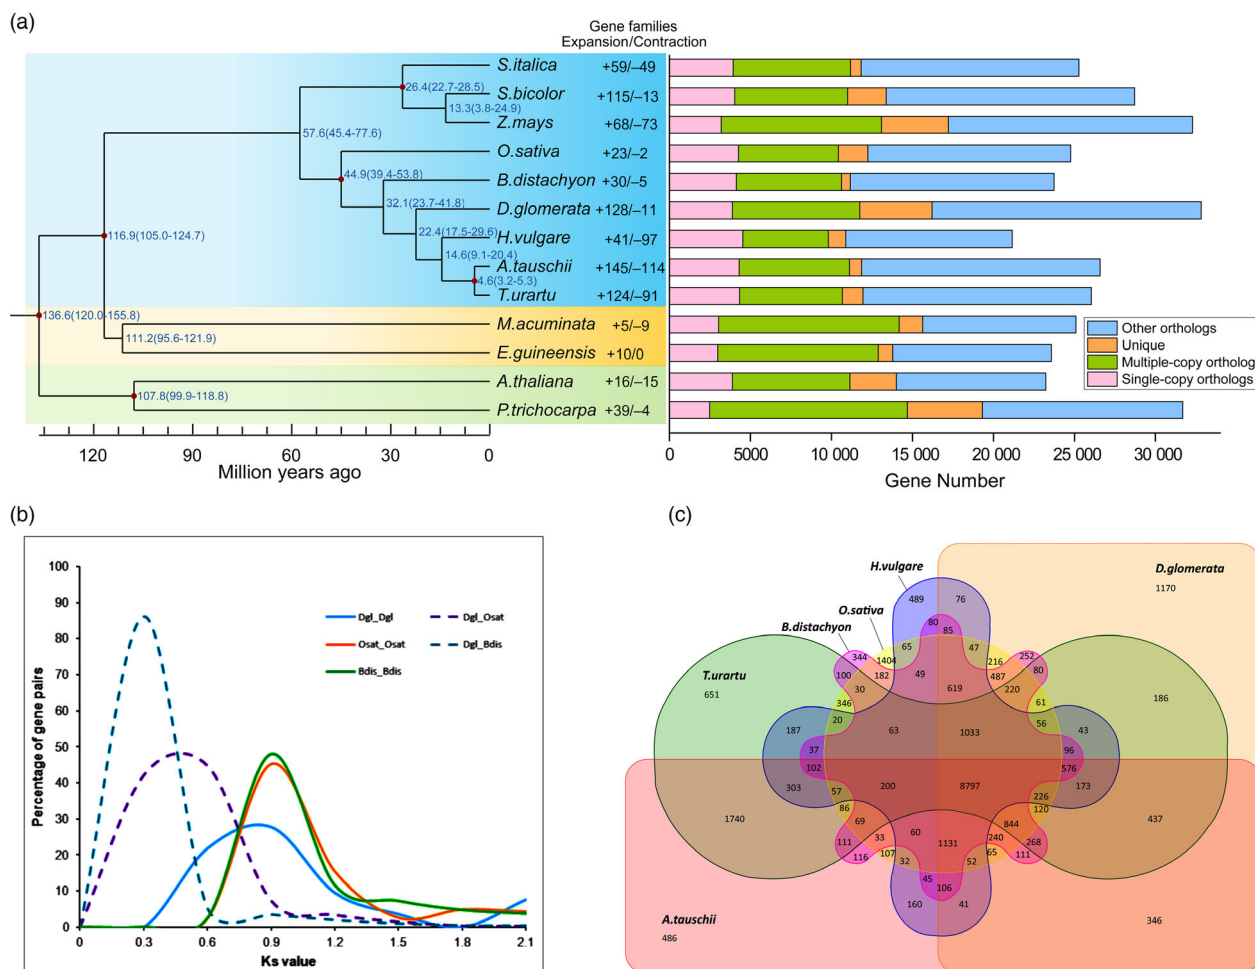 (a)
Gene families
Expansion/Contraction
S.italica +59/–49
26.4(22.7-28.5)
S.bicolor +115/–13
13.3(3.8-24.9)
Z.mays +68/–73
57.6(45.4-77.6)
O.sativa +23/–2
44.9(39.4-53.8)
B.distachyon +30/–5
32.1(23.7-41.8)
D.glomerata +128/–11
22.4(17.5-29.6)
116.9(105.0-124.7)
H.vulgare +41/–97
14.6(9.1-20.4)
A.tauschii +145/–114
4.6(3.2-5.3)
T.urartu +124/–91
136.6(120.0-155.8)
M.acuminata +5/–9
111.2(95.6-121.9)
E.guineensis +10/0
A.thaliana +16/–15
107.8(99.9-118.8)
P.trichocarpa +39/–4
120 90 60 30 0
Million years ago
Other orthologs
Unique
Multiple-copy orthologs
Single-copy orthologs
0 5000 10 000 15 000 20 000 25 000 30 000
Gene Number
(b)
100
90
80
70
60
50
40
30
20
10
0
Percentage of gene pairs
Dgl_Dgl Dgl_Osat
Osat_Osat Dgl_Bdis
Bdis_Bdis
0 0.3 0.6 0.9 1.2 1.5 1.8 2.1
Ks value
(c)
H.vulgare
D.glomerata
1170
489 76
O.sativa
80
85
B.distachyon
65 47
344 1404 216 252
100 182 49 487 80
T.urartu
651
30 619 220
186
346 61
20 56
187 63 1033 43
37 96
102 576
303 57 200 8797 226 173
86 120
1740 69 844 437
33 60 240
111 1131 268
116 107 65 111
32 52
45
106
160 41
A.tauschii
486
346